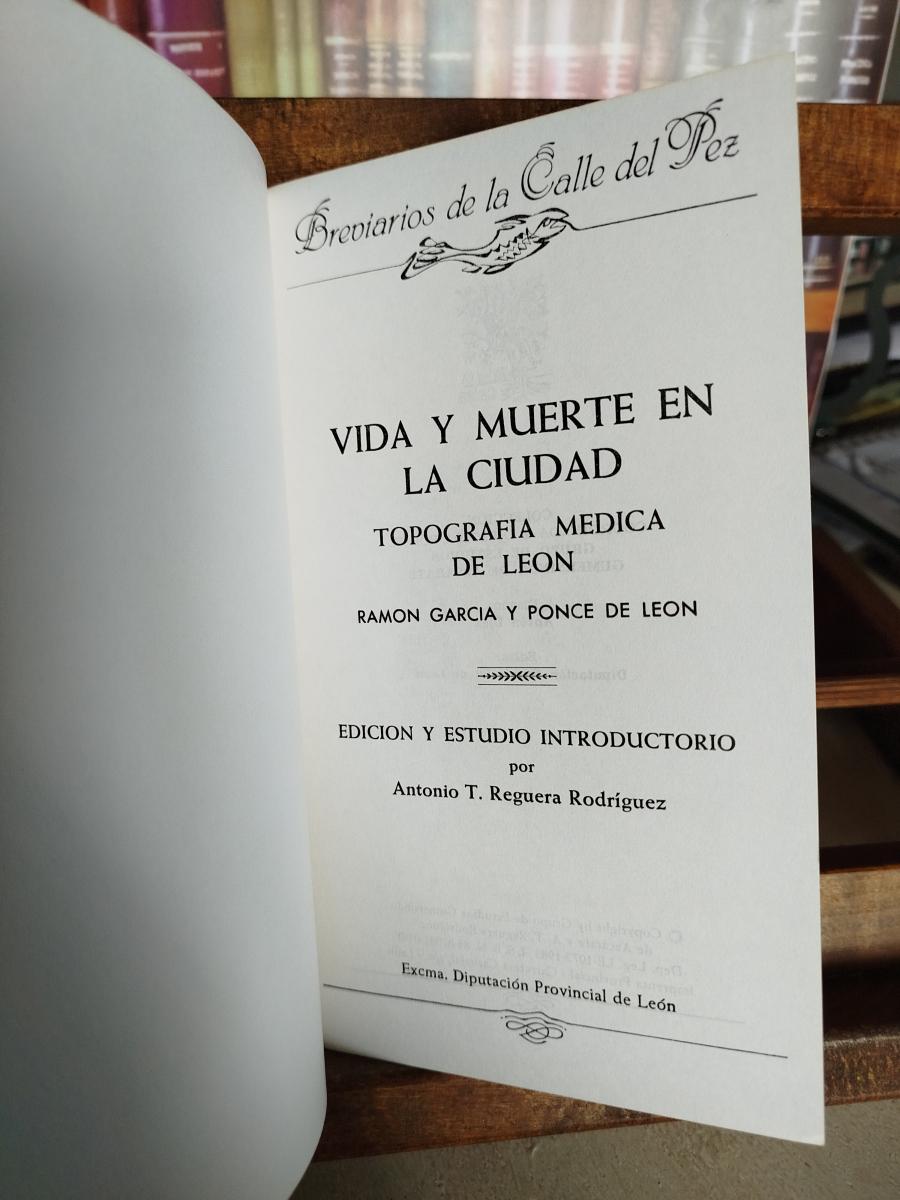 Breviarios de la Calle del Pez
VIDA Y MUERTE EN
LA CIUDAD
TOPOGRAFIA MEDICA
DE LEON
RAMON GARCIA Y PONCE DE LEON
EDICION Y ESTUDIO INTRODUCTORIO
por
Antonio T. Reguera Rodríguez
Excma. Diputación Provincial de León